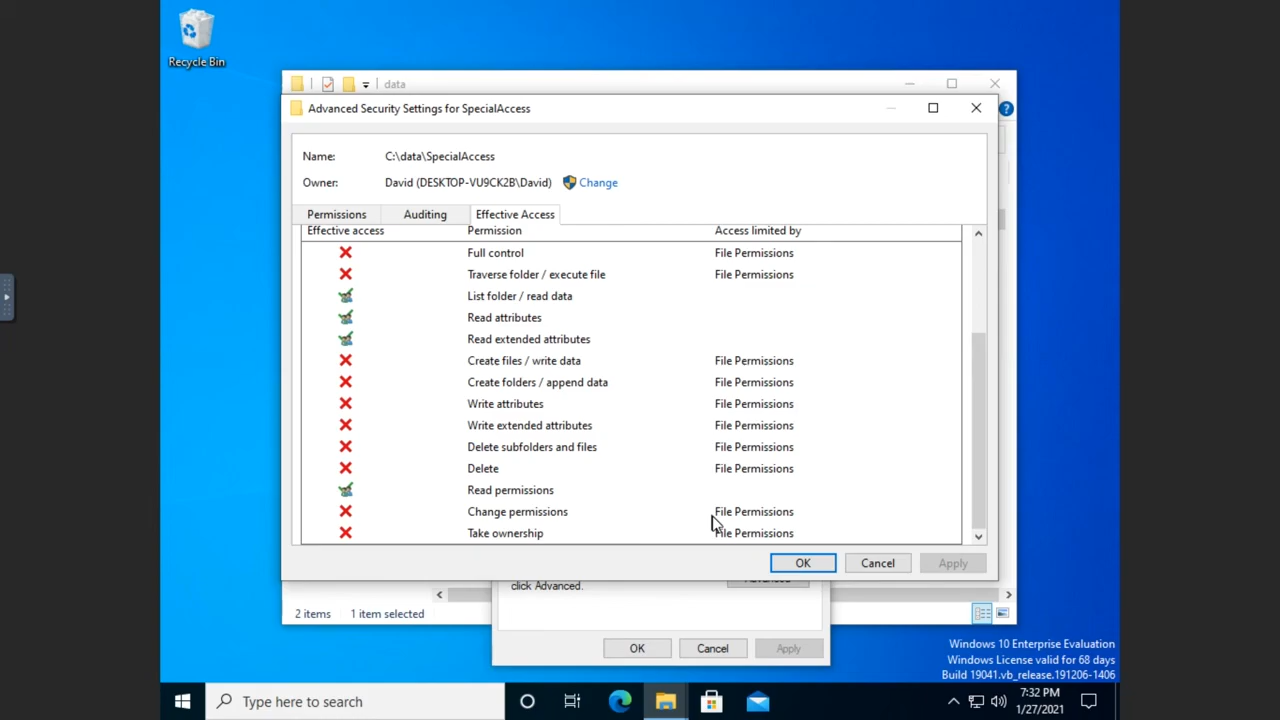 Recycle Bin
data
Advanced Security Settings for SpecialAccess
Name: C:\data\SpecialAccess
Owner: David (DESKTOP-VU9CK2B\David) Change
Permissions Auditing Effective Access
Effective access Permission Access limited by
Full control File Permissions
Traverse folder / execute file File Permissions
List folder / read data
Read attributes
Read extended attributes
Create files / write data File Permissions
Create folders / append data File Permissions
Write attributes File Permissions
Write extended attributes File Permissions
Delete subfolders and files File Permissions
Delete File Permissions
Read permissions
Change permissions File Permissions
Take ownership File Permissions
OK Cancel Apply
click Advanced.
2 items 1 item selected
OK Cancel Apply
Windows 10 Enterprise Evaluation
Windows License valid for 68 days
Build 19041.vb_release.191206-1406
Type here to search
7:32 PM
1/27/2021